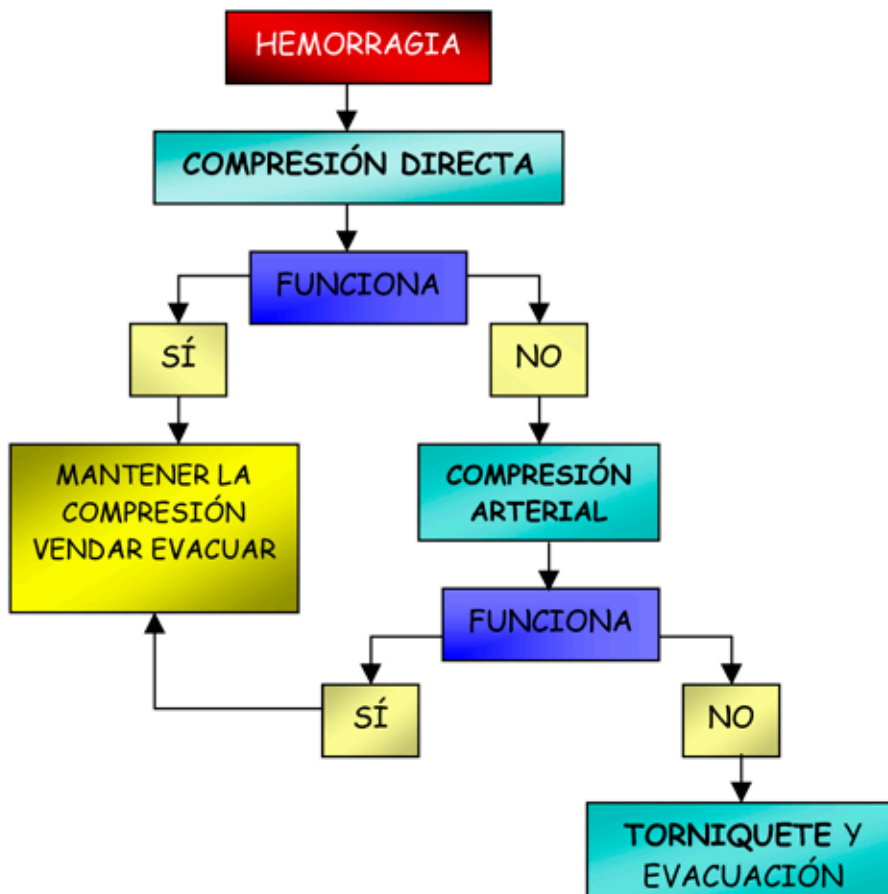 HEMORRAGIA
COMPRESIÓN DIRECTA
FUNCIONA
SÍ
NO
MANTENER LA
COMPRESIÓN
VENDAR EVACUAR
COMPRESIÓN
ARTERIAL
FUNCIONA
SÍ
NO
TORNIQUETE Y
EVACUACIÓN